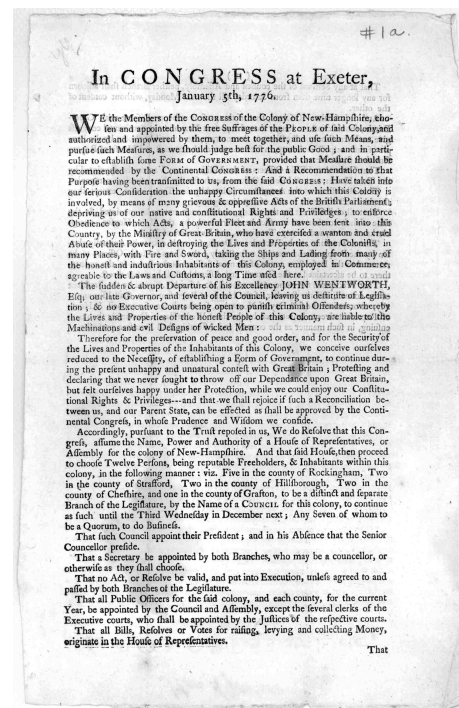 #1a.
In CONGRESS at Exeter,
January 5th, 1776.
WE the Members of the CONGRESS of the Colony of New-Hampshire, cho-
sen and appointed by the free Suffrages of the PEOPLE of said Colony, and
authorized and impowered by them, to meet together, and use such Means, and
pursue such Measures, as we should judge best for the public Good ; and in parti-
cular to establish some FORM of GOVERNMENT, provided that Measure should be
recommended by the Continental CONGRESS : And a Recommendation to that
Purpose having been transmitted to us, from the said CONGRESS : Have taken into
our serious Consideration the unhappy Circumstances into which this Colony is
involved, by means of many grievous & oppressive Acts of the British Parliament,
depriving us of our native and constitutional Rights and Priviledges ; to enforce
Obedience to which Acts, a powerful Fleet and Army have been sent into this
Country, by the Ministry of Great-Britain, who have exercised a wanton and cruel
Abuse of their Power, in destroying the Lives and Properties of the Colonists, in
many Places, with Fire and Sword, taking the Ships and Lading from many of
the honest and industrious Inhabitants of this Colony, employed in Commerce,
agreable to the Laws and Customs, a long Time used here.
The sudden & abrupt Departure of his Excellency JOHN WENTWORTH,
Esq; our late Governor, and several of the Council, leaving us destitute of Legisla-
tion ; & no Executive Courts being open to punish criminal Offenders, whereby
the Lives and Properties of the honest People of this Colony, are liable to the
Machinations and evil Designs of wicked Men :
Therefore for the preservation of peace and good order, and for the Security of
the Lives and Properties of the Inhabitants of this colony, we conceive ourselves
reduced to the Necessity, of establishing a Form of Government, to continue dur-
ing the present unhappy and unnatural contest with Great Britain ; Protesting and
declaring that we never sought to throw off our Dependance upon Great Britain,
but felt ourselves happy under her Protection, while we could enjoy our Constitu-
tional Rights & Privileges---and that we shall rejoice if such a Reconciliation be-
tween us, and our Parent State, can be effected as shall be approved by the Conti-
nental Congress, in whose Prudence and Wisdom we confide.
Accordingly, pursuant to the Trust reposed in us, We do Resolve that this Con-
gress, assume the Name, Power and Authority of a House of Representatives, or
Assembly for the colony of New-Hampshire. And that said House, then proceed
to choose Twelve Persons, being reputable Freeholders, & Inhabitants within this
colony, in the following manner : viz. Five in the county of Rockingham, Two
in the county of Strafford, Two in the county of Hillsborough, Two in the
county of Cheshire, and one in the county of Grafton, to be a distinct and separate
Branch of the Legislature, by the Name of a COUNCIL for this colony, to continue
as such until the Third Wednesday in December next ; Any Seven of whom to
be a Quorum, to do Business.
That such Council appoint their President ; and in his Absence that the Senior
Councellor preside.
That a Secretary be appointed by both Branches, who may be a councellor, or
otherwise as they shall choose.
That no Act, or Resolve be valid, and put into Execution, unless agreed to and
passed by both Branches of the Legislature.
That all Public Officers for the said colony, and each county, for the current
Year, be appointed by the Council and Assembly, except the several clerks of the
Executive courts, who shall be appointed by the Justices of the respective courts.
That all Bills, Resolves or Votes for raising, levying and collecting Money,
originate in the House of Representatives.
That